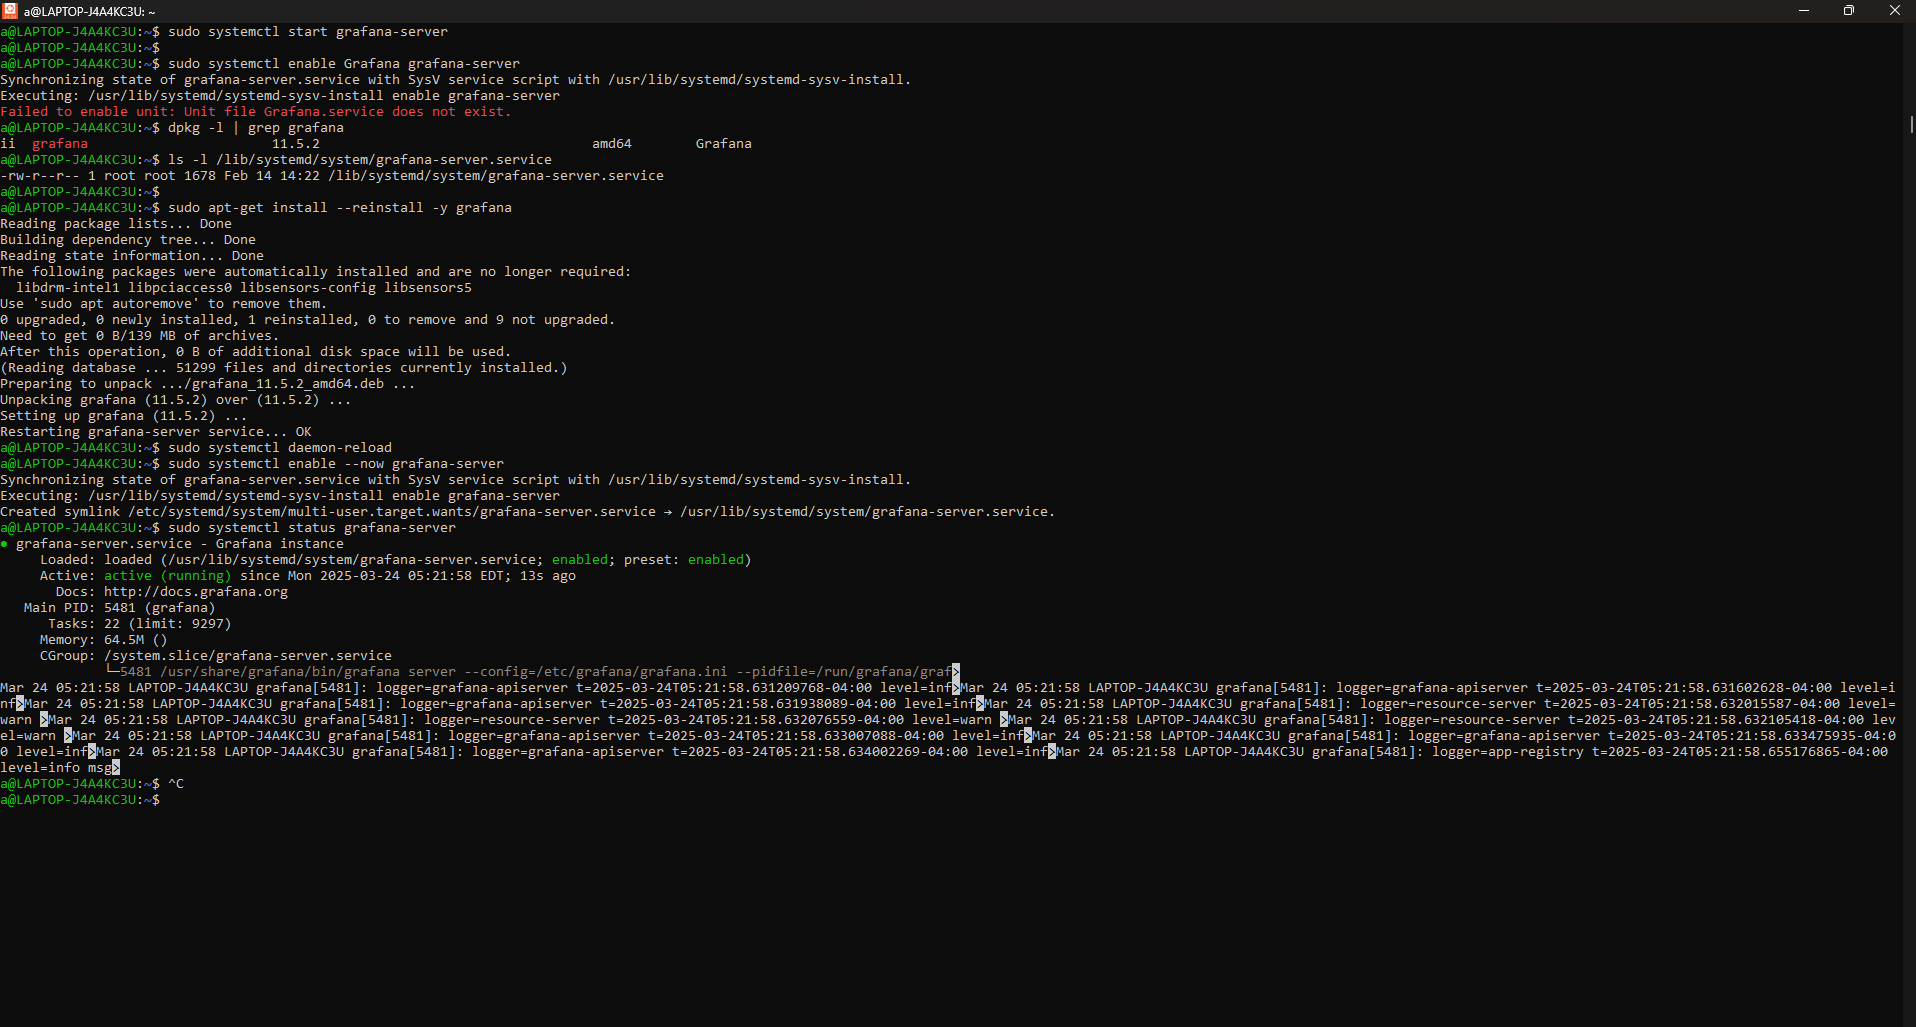 a@LAPTOP-J4A4KC3U: ~
a@LAPTOP-J4A4KC3U:~$ sudo systemctl start grafana-server
a@LAPTOP-J4A4KC3U:~$
a@LAPTOP-J4A4KC3U:~$ sudo systemctl enable Grafana grafana-server
Synchronizing state of grafana-server.service with SysV service script with /usr/lib/systemd/systemd-sysv-install.
Executing: /usr/lib/systemd/systemd-sysv-install enable grafana-server
Failed to enable unit: Unit file Grafana.service does not exist.
a@LAPTOP-J4A4KC3U:~$ dpkg -l | grep grafana
ii  grafana                       11.5.2                                  amd64        Grafana
a@LAPTOP-J4A4KC3U:~$ ls -l /lib/systemd/system/grafana-server.service
-rw-r--r-- 1 root root 1678 Feb 14 14:22 /lib/systemd/system/grafana-server.service
a@LAPTOP-J4A4KC3U:~$
a@LAPTOP-J4A4KC3U:~$ sudo apt-get install --reinstall -y grafana
Reading package lists... Done
Building dependency tree... Done
Reading state information... Done
The following packages were automatically installed and are no longer required:
  libdrm-intel1 libpciaccess0 libsensors-config libsensors5
Use 'sudo apt autoremove' to remove them.
0 upgraded, 0 newly installed, 1 reinstalled, 0 to remove and 9 not upgraded.
Need to get 0 B/139 MB of archives.
After this operation, 0 B of additional disk space will be used.
(Reading database ... 51299 files and directories currently installed.)
Preparing to unpack .../grafana_11.5.2_amd64.deb ...
Unpacking grafana (11.5.2) over (11.5.2) ...
Setting up grafana (11.5.2) ...
Restarting grafana-server service... OK
a@LAPTOP-J4A4KC3U:~$ sudo systemctl daemon-reload
a@LAPTOP-J4A4KC3U:~$ sudo systemctl enable --now grafana-server
Synchronizing state of grafana-server.service with SysV service script with /usr/lib/systemd/systemd-sysv-install.
Executing: /usr/lib/systemd/systemd-sysv-install enable grafana-server
Created symlink /etc/systemd/system/multi-user.target.wants/grafana-server.service → /usr/lib/systemd/system/grafana-server.service.
a@LAPTOP-J4A4KC3U:~$ sudo systemctl status grafana-server
● grafana-server.service - Grafana instance
     Loaded: loaded (/usr/lib/systemd/system/grafana-server.service; enabled; preset: enabled)
     Active: active (running) since Mon 2025-03-24 05:21:58 EDT; 13s ago
       Docs: http://docs.grafana.org
   Main PID: 5481 (grafana)
      Tasks: 22 (limit: 9297)
     Memory: 64.5M ()
     CGroup: /system.slice/grafana-server.service
             └─5481 /usr/share/grafana/bin/grafana server --config=/etc/grafana/grafana.ini --pidfile=/run/grafana/graf>
Mar 24 05:21:58 LAPTOP-J4A4KC3U grafana[5481]: logger=grafana-apiserver t=2025-03-24T05:21:58.631209768-04:00 level=inf>Mar 24 05:21:58 LAPTOP-J4A4KC3U grafana[5481]: logger=grafana-apiserver t=2025-03-24T05:21:58.631602628-04:00 level=i
nf>Mar 24 05:21:58 LAPTOP-J4A4KC3U grafana[5481]: logger=grafana-apiserver t=2025-03-24T05:21:58.631938089-04:00 level=inf>Mar 24 05:21:58 LAPTOP-J4A4KC3U grafana[5481]: logger=resource-server t=2025-03-24T05:21:58.632015587-04:00 level=
warn >Mar 24 05:21:58 LAPTOP-J4A4KC3U grafana[5481]: logger=resource-server t=2025-03-24T05:21:58.632076559-04:00 level=warn >Mar 24 05:21:58 LAPTOP-J4A4KC3U grafana[5481]: logger=resource-server t=2025-03-24T05:21:58.632105418-04:00 lev
el=warn >Mar 24 05:21:58 LAPTOP-J4A4KC3U grafana[5481]: logger=grafana-apiserver t=2025-03-24T05:21:58.633007088-04:00 level=inf>Mar 24 05:21:58 LAPTOP-J4A4KC3U grafana[5481]: logger=grafana-apiserver t=2025-03-24T05:21:58.633475935-04:0
0 level=inf>Mar 24 05:21:58 LAPTOP-J4A4KC3U grafana[5481]: logger=grafana-apiserver t=2025-03-24T05:21:58.634002269-04:00 level=inf>Mar 24 05:21:58 LAPTOP-J4A4KC3U grafana[5481]: logger=app-registry t=2025-03-24T05:21:58.655176865-04:00
level=info msg>
a@LAPTOP-J4A4KC3U:~$ ^C
a@LAPTOP-J4A4KC3U:~$